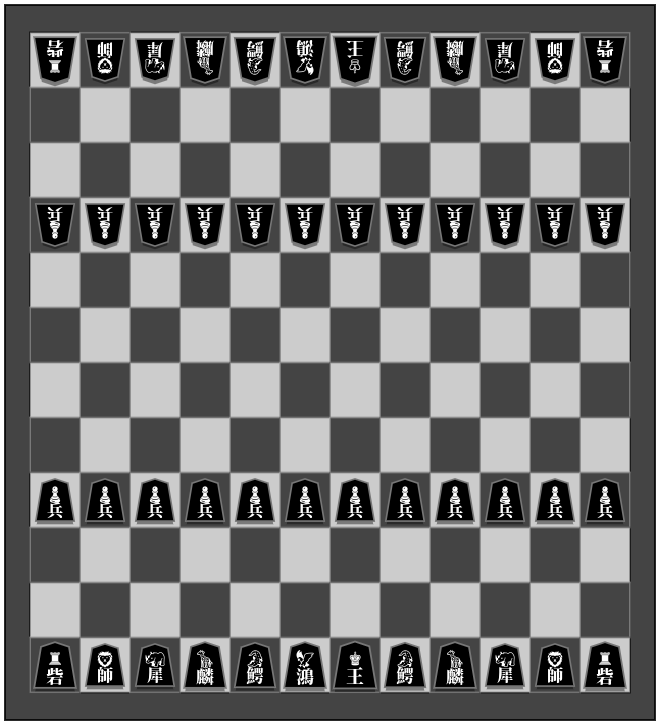 砦 師 犀 麟 鰐 鴻 王 鰐 麟 犀 師 砦
兵 兵 兵 兵 兵 兵 兵 兵 兵 兵 兵 兵
兵 兵 兵 兵 兵 兵 兵 兵 兵 兵 兵 兵
砦 師 犀 麟 鰐 鴻 王 鰐 麟 犀 師 砦